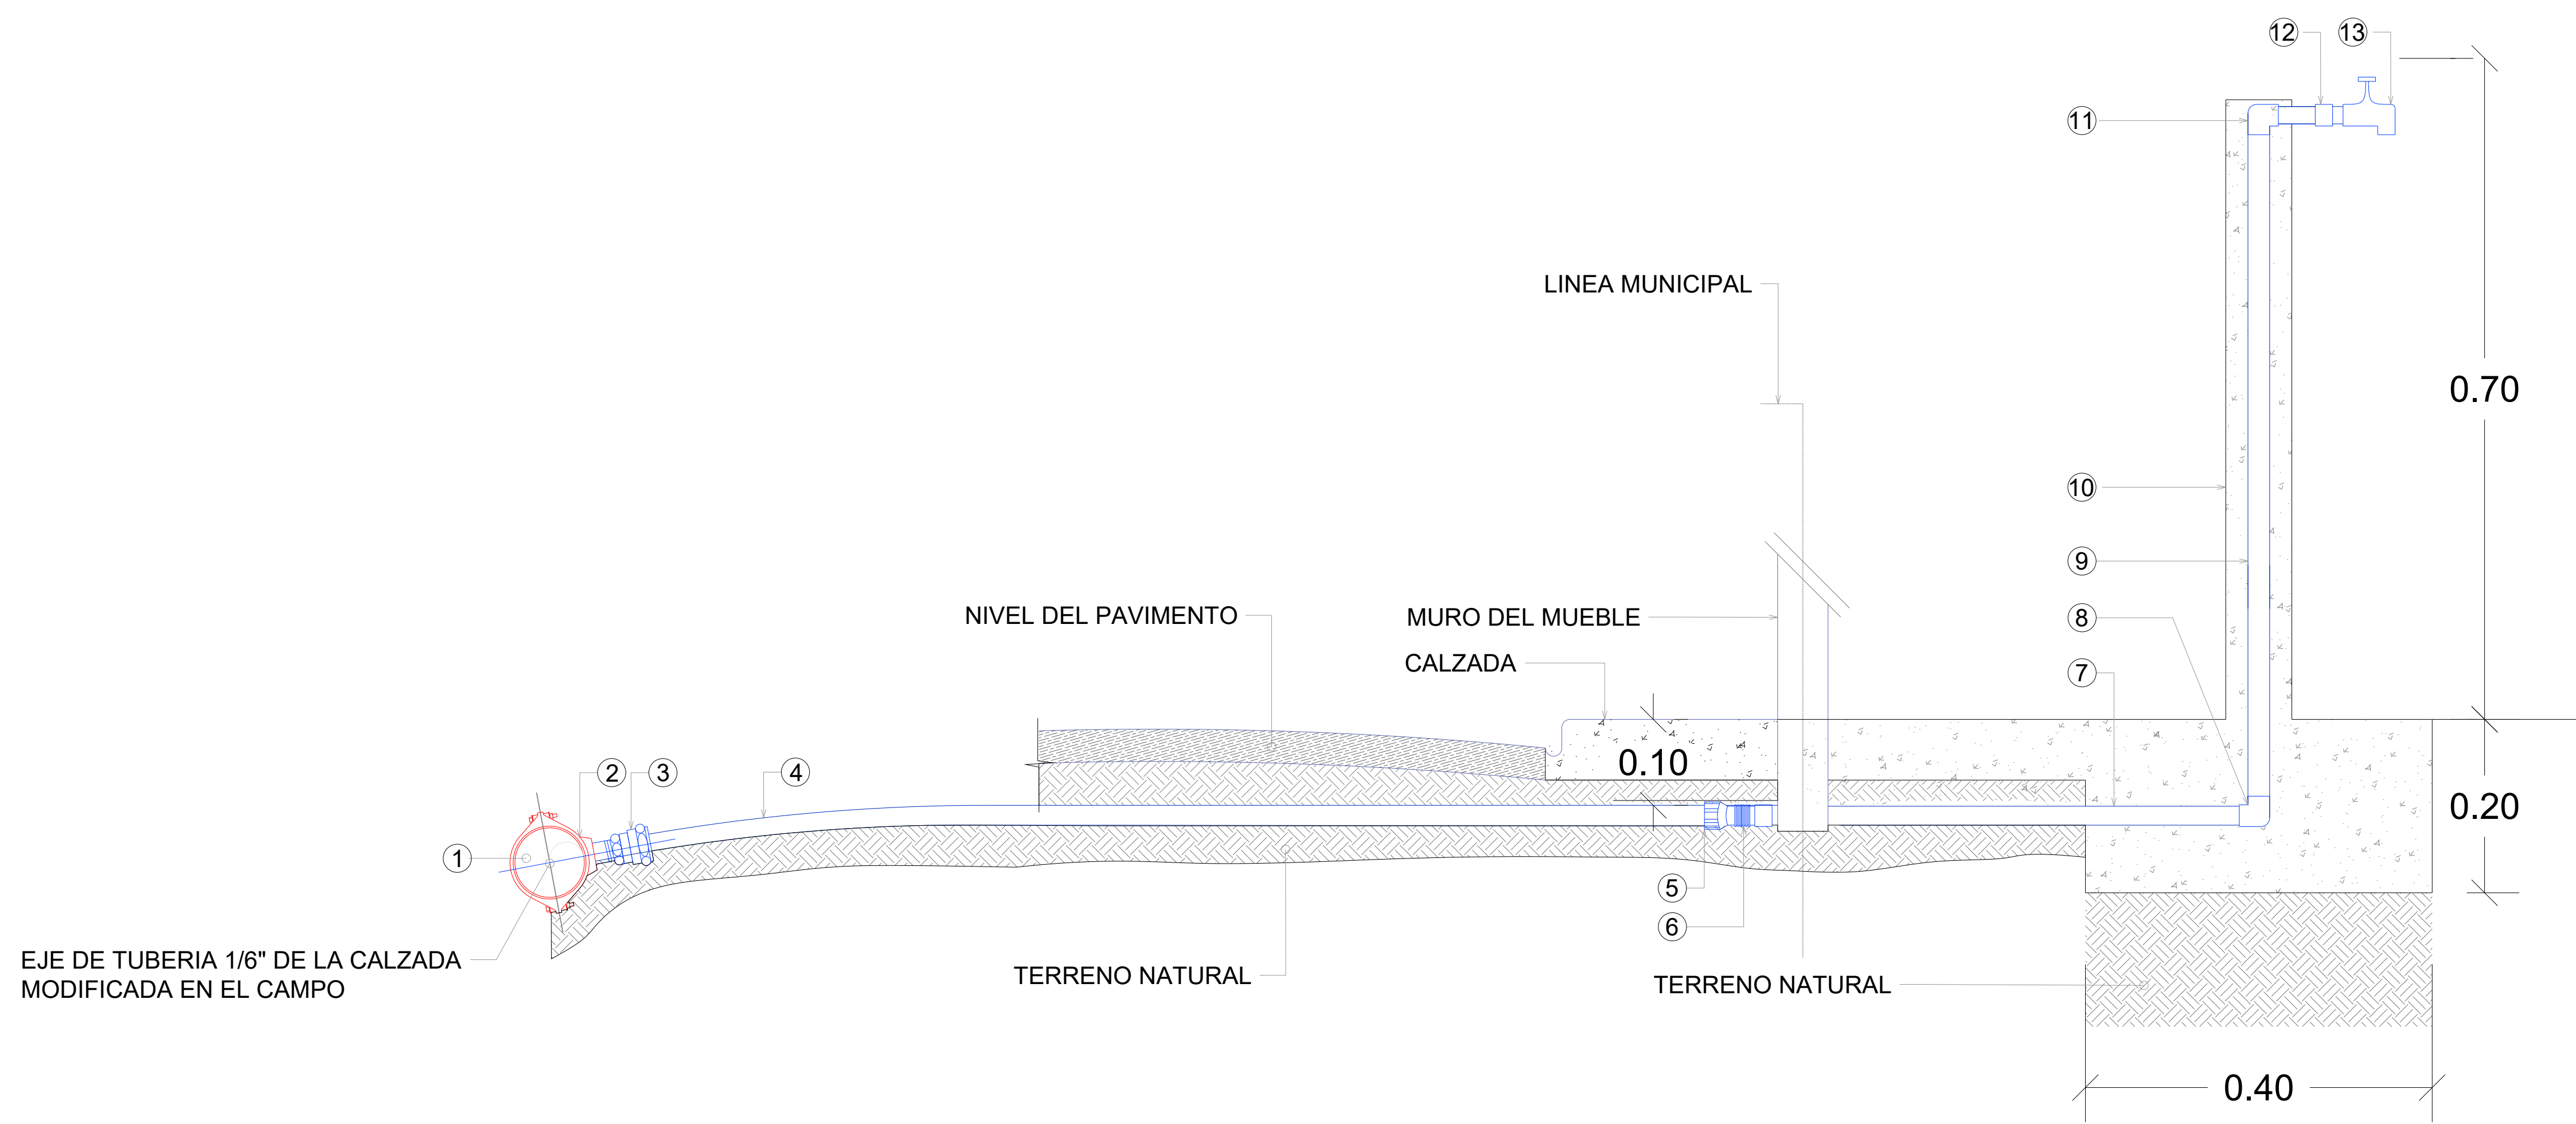 12 13
11
LINEA MUNICIPAL
0.70
10
9
NIVEL DEL PAVIMENTO
MURO DEL MUEBLE
8
CALZADA
7
0.10
2 3 4
0.20
1
5
6
EJE DE TUBERIA 1/6" DE LA CALZADA
MODIFICADA EN EL CAMPO
TERRENO NATURAL
TERRENO NATURAL
0.40